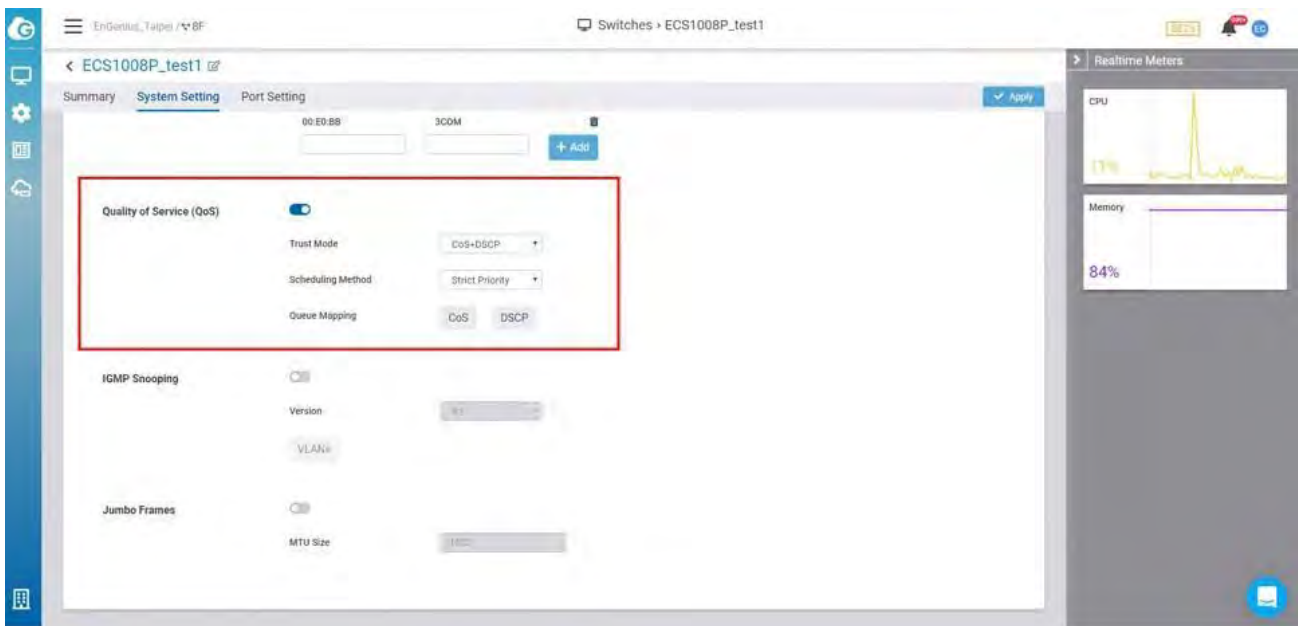 EnGenius_Taipei / 8F
Switches › ECS1008P_test1
BETA
EC
< ECS1008P_test1
> Realtime Meters
Summary System Setting Port Setting
Apply
CPU
00:E0:BB 3COM
+ Add
Memory
84%
Quality of Service (QoS)
Trust Mode CoS+DSCP
Scheduling Method Strict Priority
Queue Mapping CoS DSCP
IGMP Snooping
Version
VLANs
Jumbo Frames
MTU Size